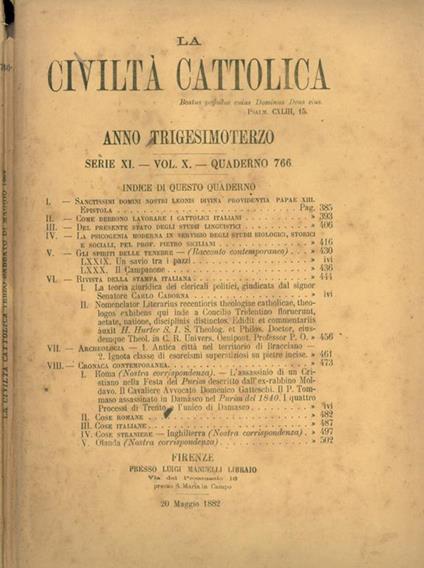 LA
CIVILTÀ CATTOLICA
Beatus populus cuius Dominus Deus eius.
PSALM. CXLIII, 15.
ANNO TRIGESIMOTERZO
SERIE XI. — VOL. X. — QUADERNO 766
INDICE DI QUESTO QUADERNO
I. — SANCTISSIMI DOMINI NOSTRI LEONIS DIVINA PROVIDENTIA PAPAE XIII.
EPISTOLA . . . Pag. 385
II. — COME DEBBONO LAVORARE I CATTOLICI ITALIANI . . . » 393
III. — DEL PRESENTE STATO DEGLI STUDI LINGUISTICI . . . » 406
IV. — LA PSICOGENIA MODERNA IN SERVIGIO DEGLI STUDI BIOLOGICI, STORICI
E SOCIALI, PEL PROF. PIETRO SICILIANI . . . » 416
V. — GLI SPIRITI DELLE TENEBRE — (Racconto contemporaneo) . . . » 430
LXXIX. Un savio tra i pazzi . . . » ivi
LXXX. Il Campanone . . . » 436
VI. — RIVISTA DELLA STAMPA ITALIANA . . . » 444
I. La teoria giuridica dei clericali politici, giudicata dal signor
Senatore CARLO CADORNA . . . » ivi
II. Nomenclator Literarius recentioris theologiae catholicae, theo-
logos exhibens qui inde a Concilio Tridentino floruerunt,
aetate, natione, disciplinis distinctos. Edidit et commentariis
auxit H. Hurter S. I. S. Theolog. et Philos. Doctor, eius-
demque Theol. in C. R. Univers. Oenipont. Professor P. O. » 456
VII. — ARCHEOLOGIA — 1. Antica città nel territorio di Bracciano —
2. Ignota classe di esorcismi superstiziosi su pietre incise. » 461
VIII. — CRONACA CONTEMPORANEA. . . . » 473
I. ROMA (Nostra corrispondenza). — L'assassinio di un Cri-
stiano nella Festa del Purim descritto dall'ex-rabbino Mol-
davo. Il Cavaliere Avvocato Domenico Gatteschi. Il P. Tom-
maso assassinato in Damasco nel Purim del 1840. I quattro
Processi di Trento, l'unico di Damasco . . . » ivi
II. COSE ROMANE . . . » 482
III. COSE ITALIANE . . . » 487
IV. COSE STRANIERE — Inghilterra (Nostra corrispondenza) . . . » 497
V. Olanda (Nostra corrispondenza) . . . » 502
FIRENZE
PRESSO LUIGI MANUELLI LIBRAIO
Via del Proconsolo 16
presso S. Maria in Campo
20 Maggio 1882